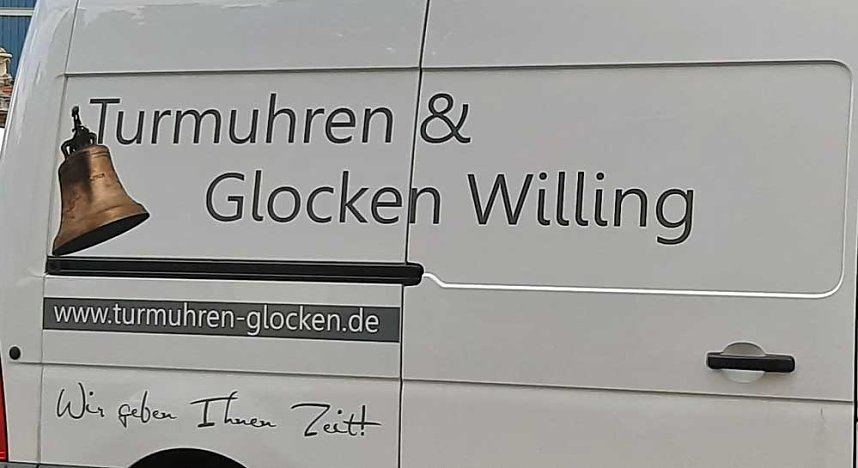 Turmuhren &
Glocken Willing
www.turmuhren-glocken.de
Wir geben Ihnen Zeit!